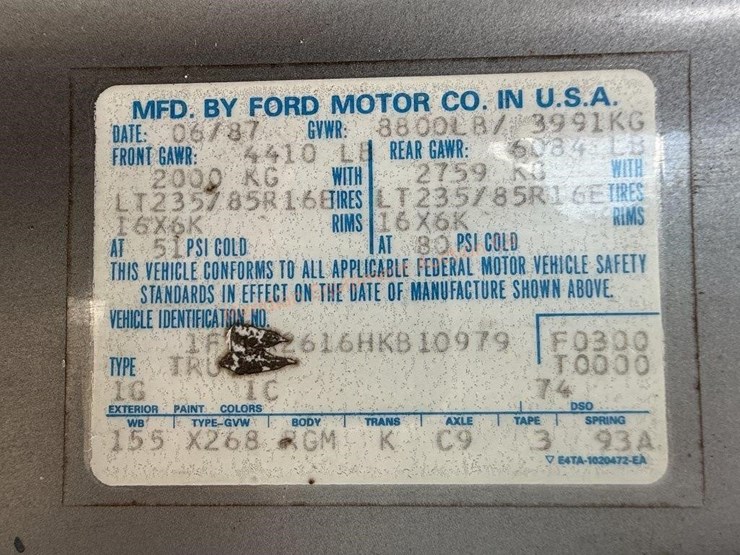 MFD. BY FORD MOTOR CO. IN U.S.A.
DATE: 06/87 GVWR: 8800LB/ 3991KG
FRONT GAWR: 4410 LB REAR GAWR: 6084 LB
2000 KG WITH 2759 KG WITH
LT235/85R16E TIRES LT235/85R16E TIRES
16X6K RIMS 16X6K RIMS
AT 51 PSI COLD AT 80 PSI COLD
THIS VEHICLE CONFORMS TO ALL APPLICABLE FEDERAL MOTOR VEHICLE SAFETY
STANDARDS IN EFFECT ON THE DATE OF MANUFACTURE SHOWN ABOVE.
VEHICLE IDENTIFICATION NO.
2616HKB10979 F0300
TYPE T0000
1G 1C 74
EXTERIOR PAINT COLORS DSO
WB TYPE-GVW BODY TRANS AXLE TAPE SPRING
155 X268 K C9 3 93A
▽ E4TA-1020472-EA